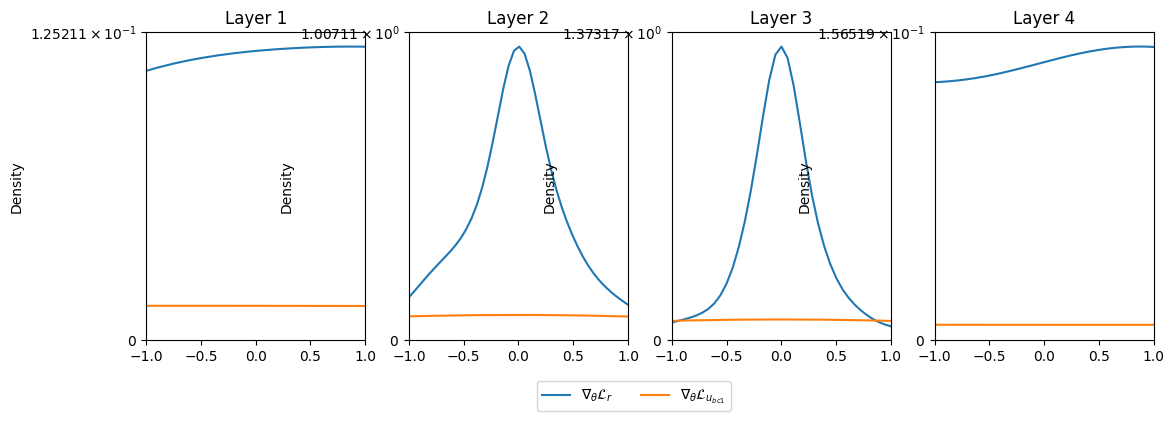 Layer 1
Layer 2
Layer 3
Layer 4
1.25211 × 10⁻¹
1.00711 × 10⁰
1.37317 × 10⁰
1.56519 × 10⁻¹
Density
Density
Density
Density
0
0
0
0
−1.0 −0.5 0.0 0.5 1.0
−1.0 −0.5 0.0 0.5 1.0
−1.0 −0.5 0.0 0.5 1.0
−1.0 −0.5 0.0 0.5 1.0
∇θℒr
∇θℒu_bc1